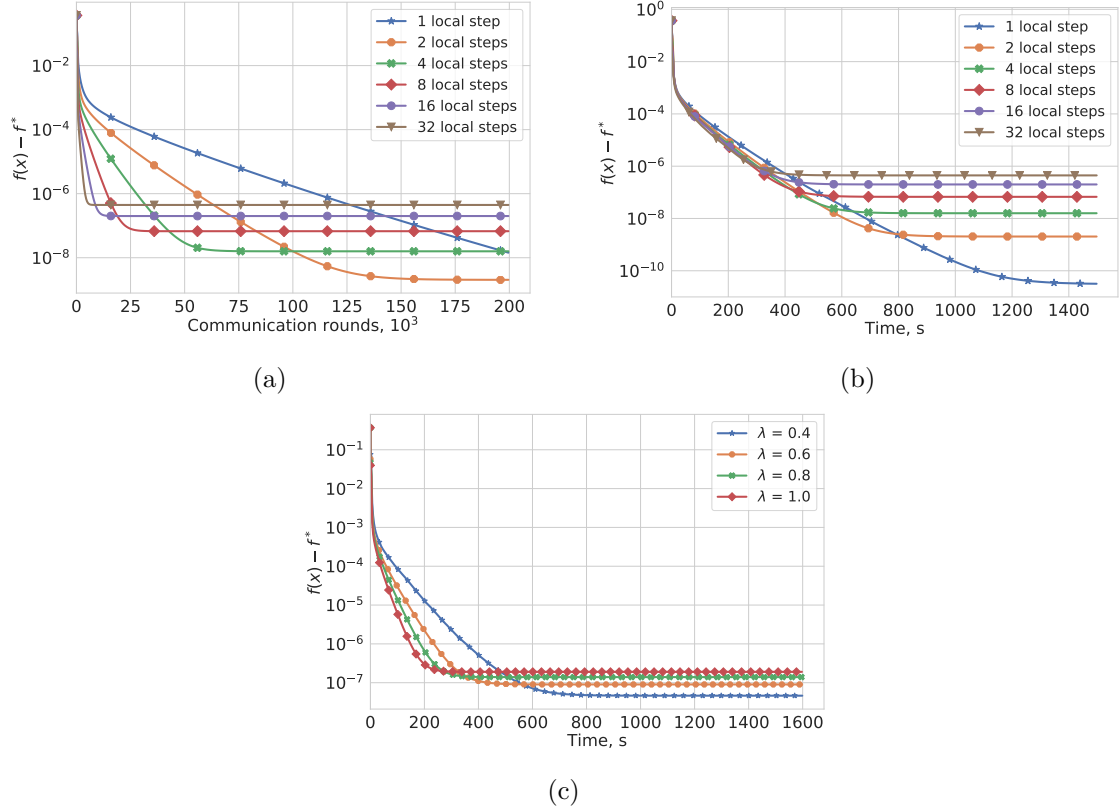 1 local step
2 local steps
4 local steps
8 local steps
16 local steps
32 local steps
10^{-2}
10^{-4}
10^{-6}
10^{-8}
f(x) − f*
0 25 50 75 100 125 150 175 200
Communication rounds, 10^3
(a)
1 local step
2 local steps
4 local steps
8 local steps
16 local steps
32 local steps
10^0
10^{-2}
10^{-4}
10^{-6}
10^{-8}
10^{-10}
f(x) − f*
0 200 400 600 800 1000 1200 1400
Time, s
(b)
λ = 0.4
λ = 0.6
λ = 0.8
λ = 1.0
10^{-1}
10^{-2}
10^{-3}
10^{-4}
10^{-5}
10^{-6}
10^{-7}
f(x) − f*
0 200 400 600 800 1000 1200 1400 1600
Time, s
(c)